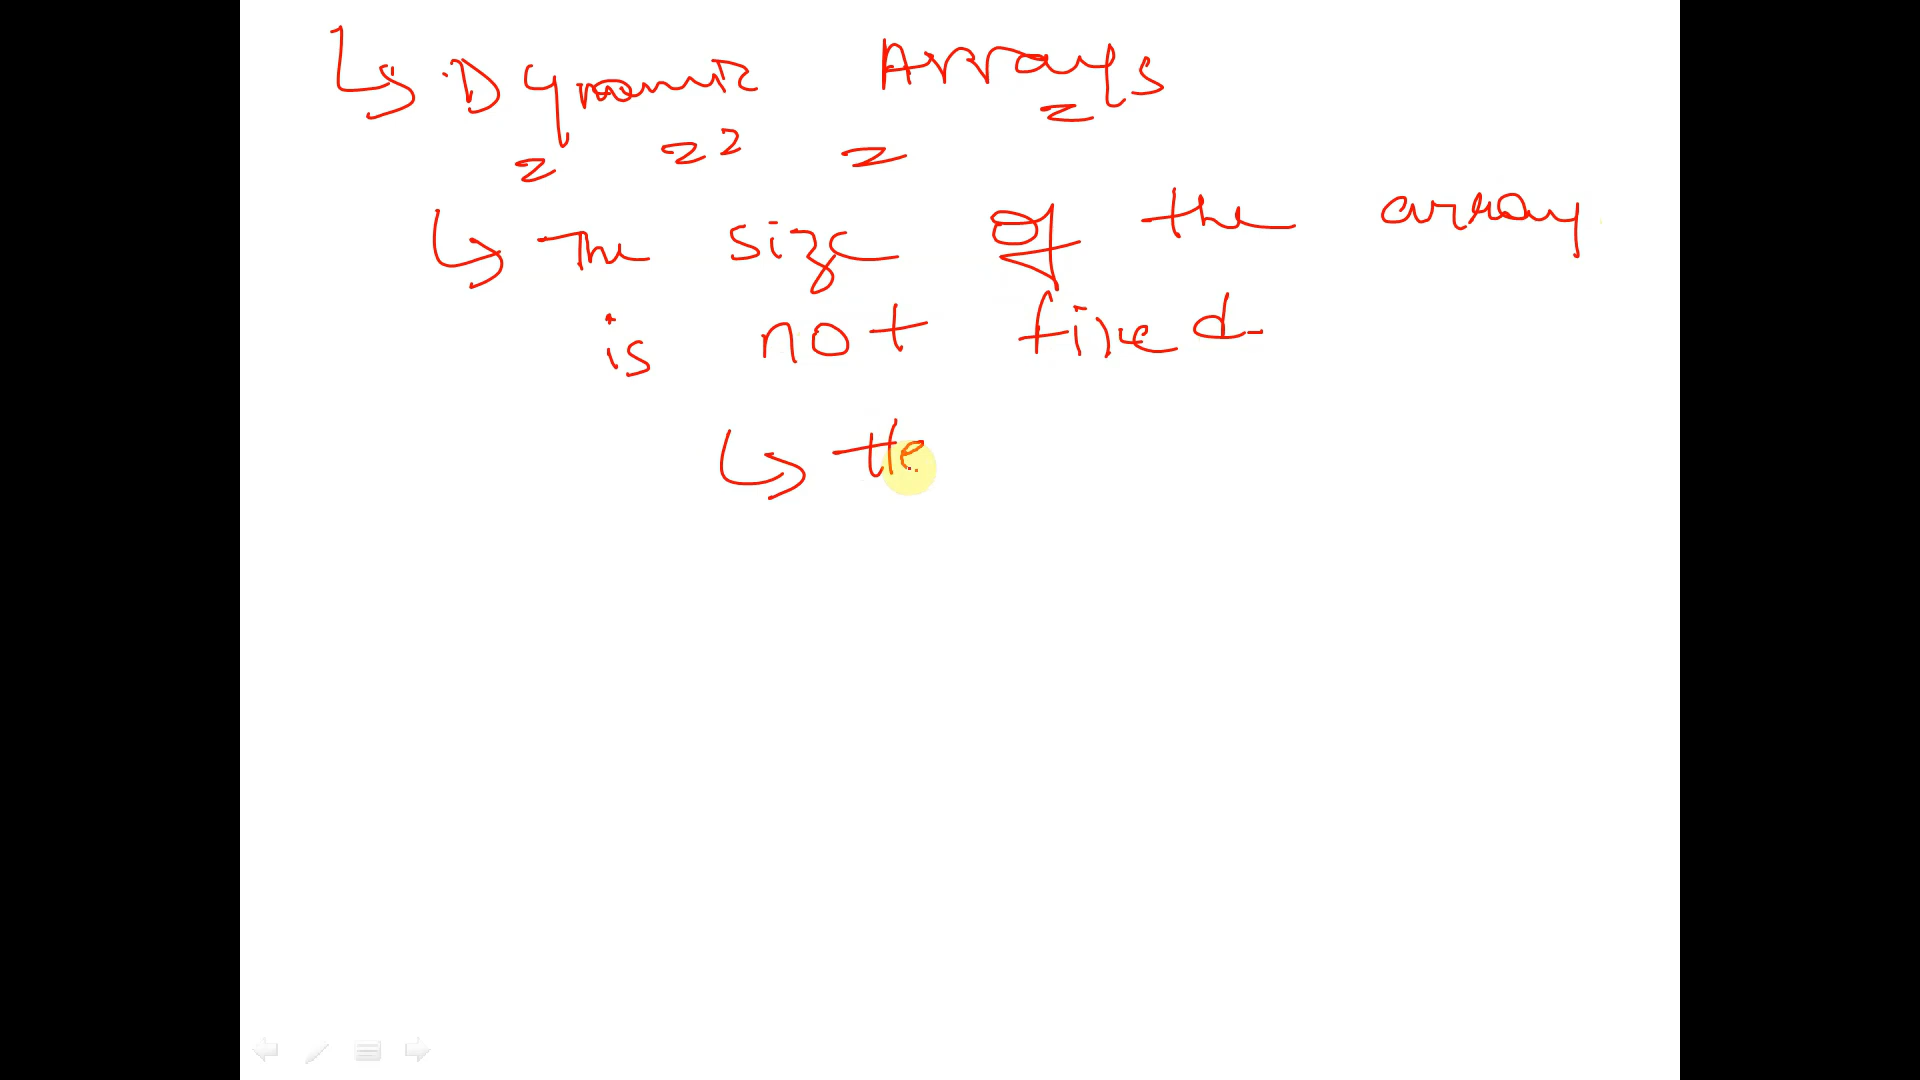 ↳ Dynamic Arrays
↳ The size of the array
is not fixed
↳ the